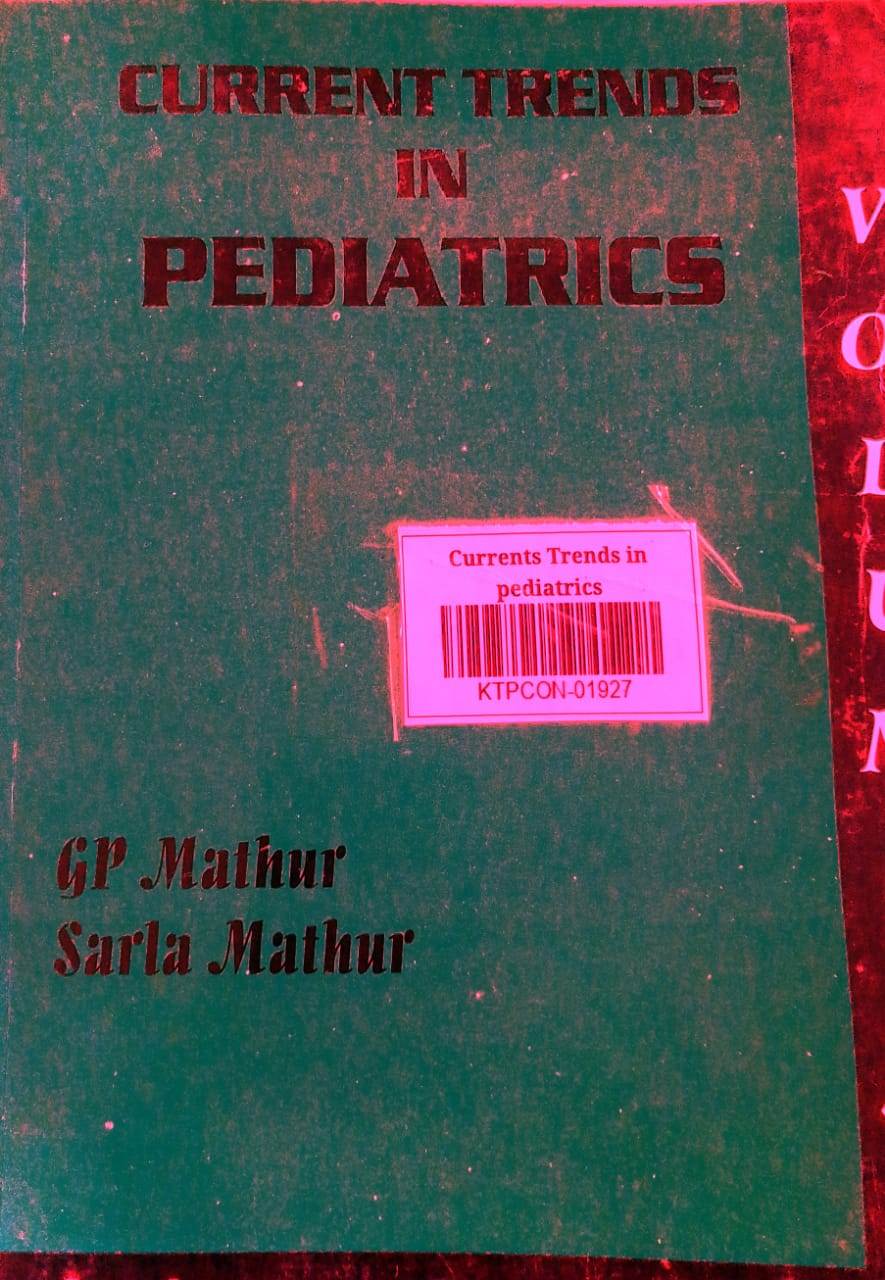 CURRENT TRENDS
IN
PEDIATRICS
Currents Trends in
pediatrics
KTPCON-01927
GP Mathur
Sarla Mathur
V
O
L
U
M